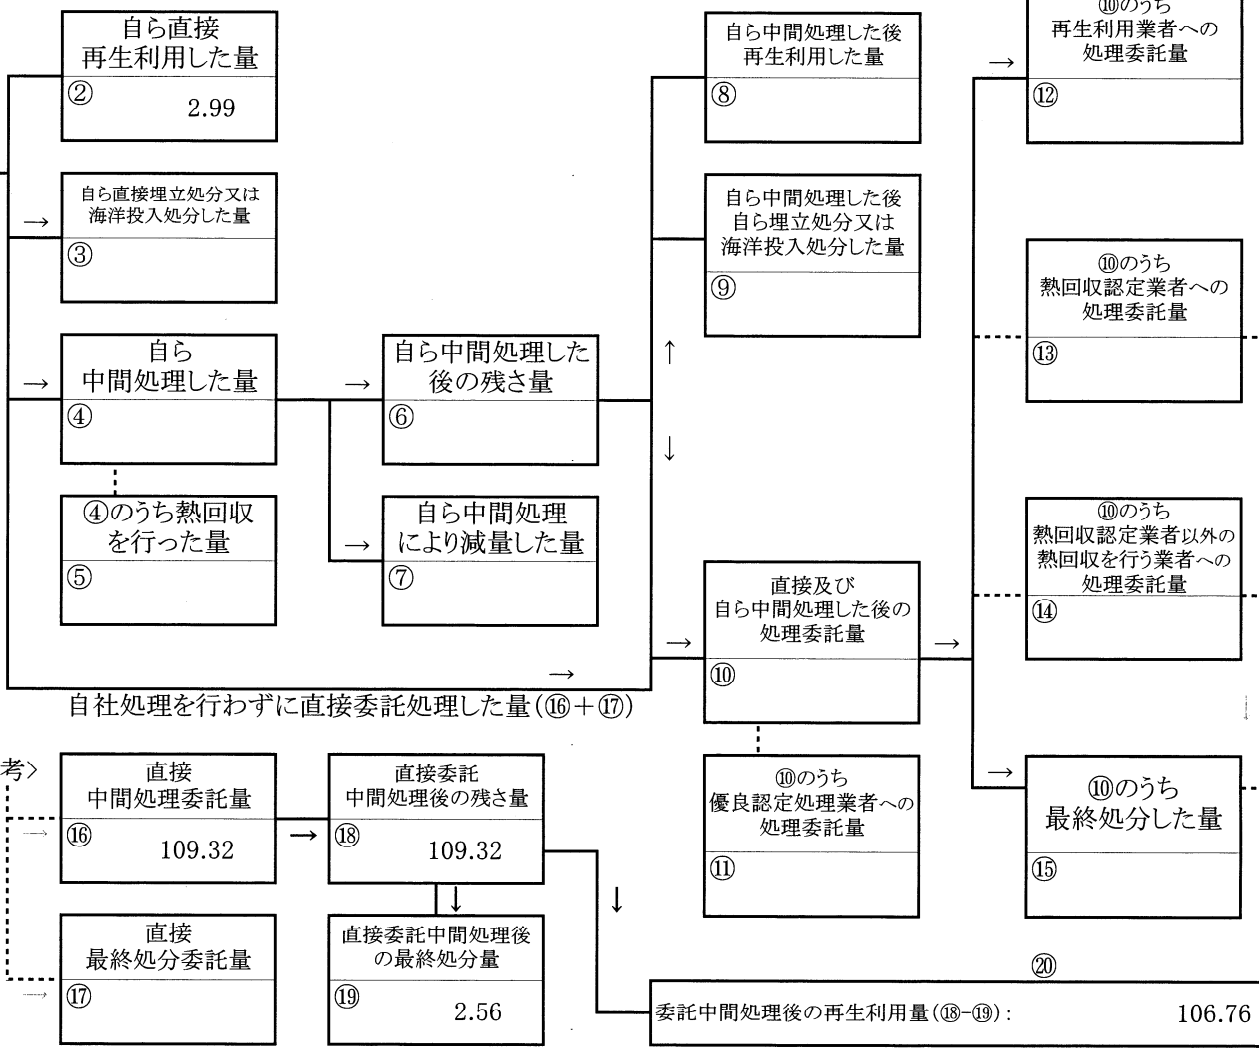 自ら直接
再生利用した量
②
2.99
自ら直接埋立処分又は
海洋投入処分した量
③
自ら
中間処理した量
④
④のうち熱回収
を行った量
⑤
自ら中間処理した
後の残さ量
⑥
自ら中間処理
により減量した量
⑦
自ら中間処理した後
再生利用した量
⑧
自ら中間処理した後
自ら埋立処分又は
海洋投入処分した量
⑨
直接及び
自ら中間処理した後の
処理委託量
⑩
⑩のうち
優良認定処理業者への
処理委託量
⑪
⑩のうち
再生利用業者への
処理委託量
⑫
⑩のうち
熱回収認定業者への
処理委託量
⑬
⑩のうち
熱回収認定業者以外の
熱回収を行う業者への
処理委託量
⑭
⑩のうち
最終処分した量
⑮
自社処理を行わずに直接委託処理した量(⑯+⑰)
考>
直接
中間処理委託量
⑯
109.32
直接
最終処分委託量
⑰
直接委託
中間処理後の残さ量
⑱
109.32
直接委託中間処理後
の最終処分量
⑲
2.56
⑳
委託中間処理後の再生利用量(⑱-⑲): 106.76